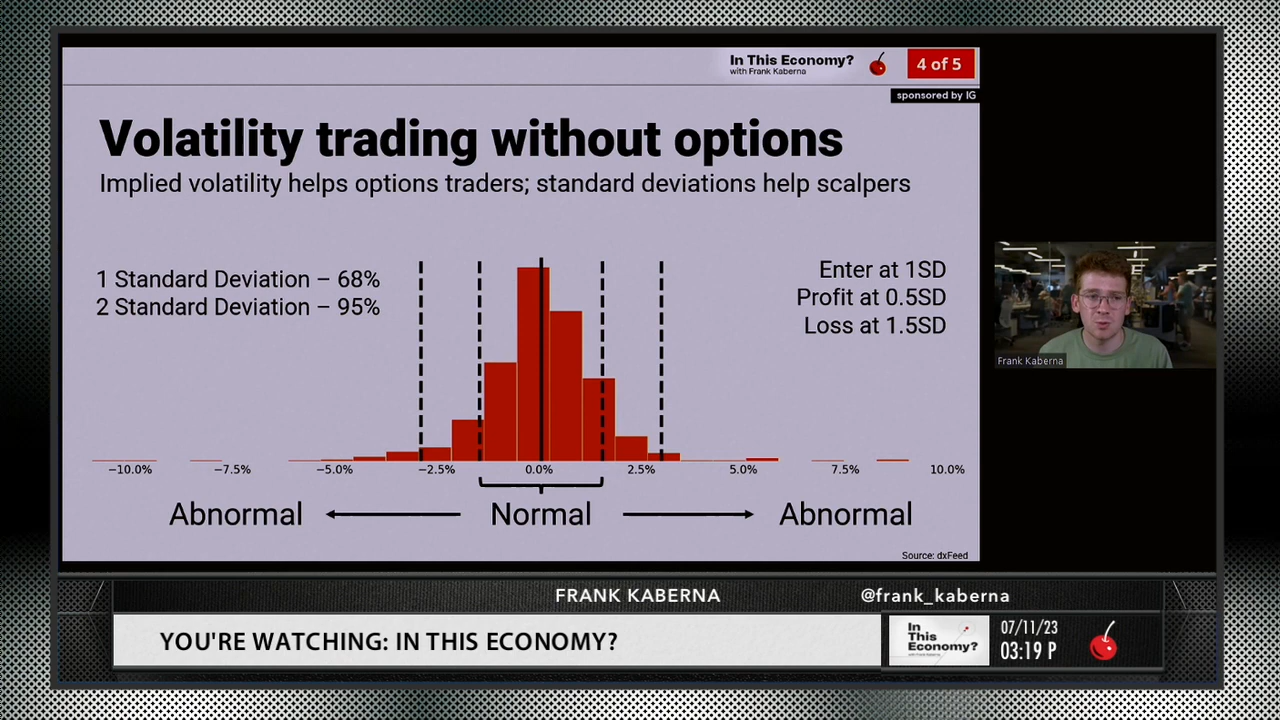 In This Economy?
with Frank Kaberna
4 of 5
sponsored by IG
Volatility trading without options
Implied volatility helps options traders; standard deviations help scalpers
1 Standard Deviation – 68%
2 Standard Deviation – 95%
Enter at 1SD
Profit at 0.5SD
Loss at 1.5SD
−10.0% −7.5% −5.0% −2.5% 0.0% 2.5% 5.0% 7.5% 10.0%
Abnormal Normal Abnormal
Source: dxFeed
Frank Kaberna
FRANK KABERNA @frank_kaberna
YOU'RE WATCHING: IN THIS ECONOMY?
In
This
Economy?
07/11/23
03:19 P